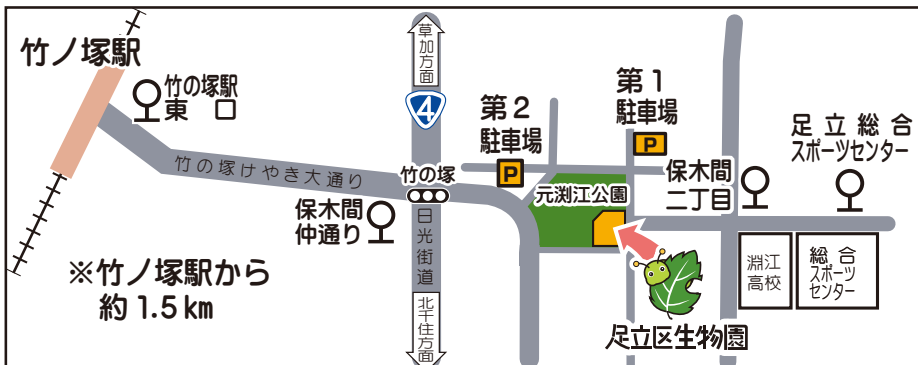 竹ノ塚駅
竹の塚駅
東 口
竹の塚けやき大通り
※竹ノ塚駅から
約1.5km
草加方面
4
竹の塚
保木間
仲通り
日光街道
北千住方面
第2
駐車場
P
第1
駐車場
P
元渕江公園
保木間
二丁目
足立総合
スポーツセンター
淵江
高校
総合
スポーツ
センター
足立区生物園